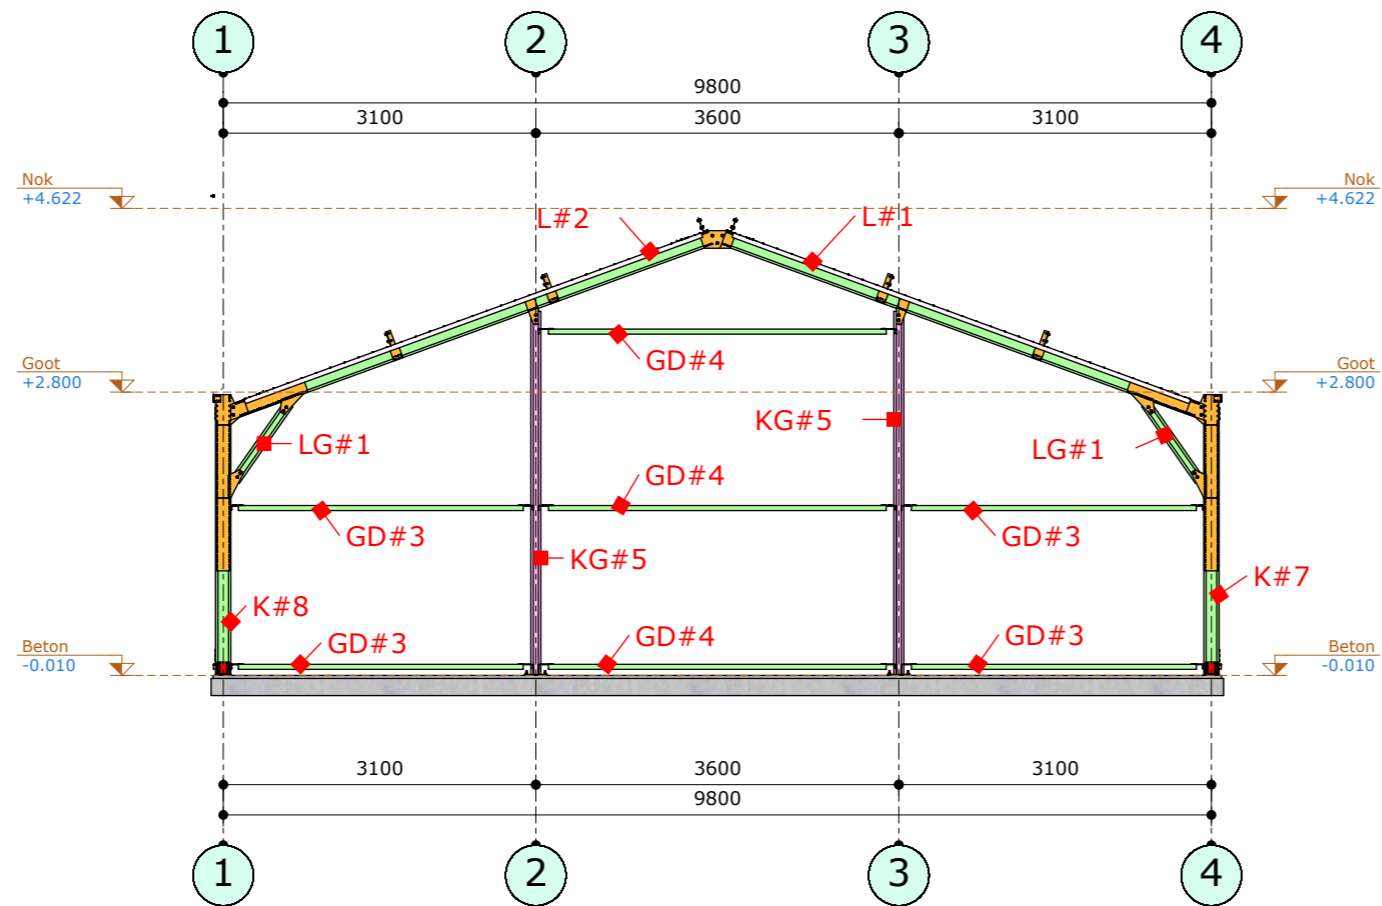 1 2 3 4
9800
3100 3600 3100
Nok Nok
+4.622 +4.622
L#2 L#1
GD#4
Goot Goot
+2.800 +2.800
KG#5
LG#1 LG#1
GD#4
GD#3 GD#3
KG#5
K#7
K#8
GD#3 GD#4 GD#3
Beton Beton
-0.010 -0.010
3100 3600 3100
9800
1 2 3 4